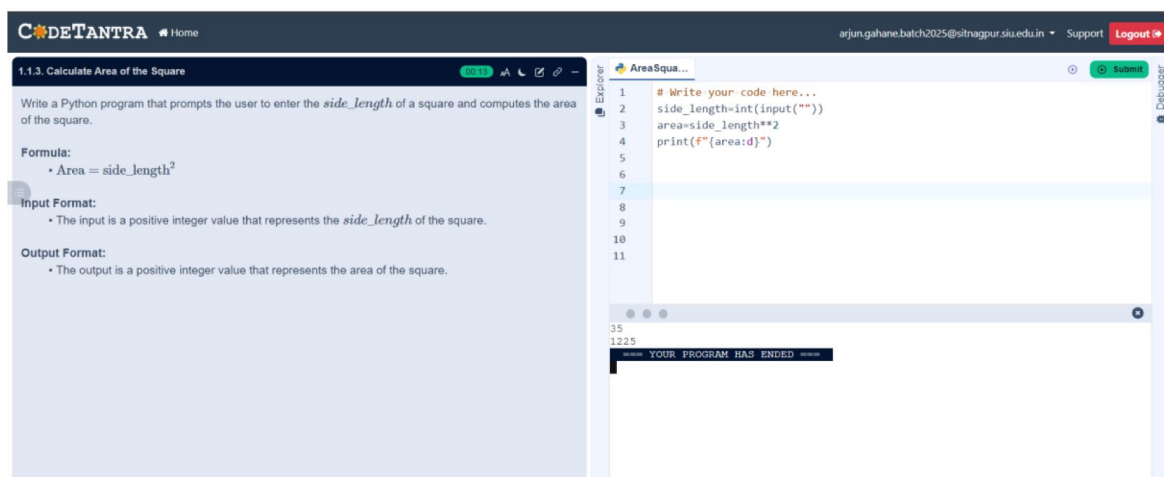 CODETANTRA Home
arjun.gahane.batch2025@sitnagpur.siu.edu.in Support Logout
1.1.3. Calculate Area of the Square
00:13 AA
Write a Python program that prompts the user to enter the side_length of a square and computes the area
of the square.
Formula:
• Area = side_length²
Input Format:
• The input is a positive integer value that represents the side_length of the square.
Output Format:
• The output is a positive integer value that represents the area of the square.
Explorer
AreaSqua...
Submit
Debugger
1 # Write your code here...
2 side_length=int(input(""))
3 area=side_length**2
4 print(f"{area:d}")
5
6
7
8
9
10
11
35
1225
=== YOUR PROGRAM HAS ENDED ===